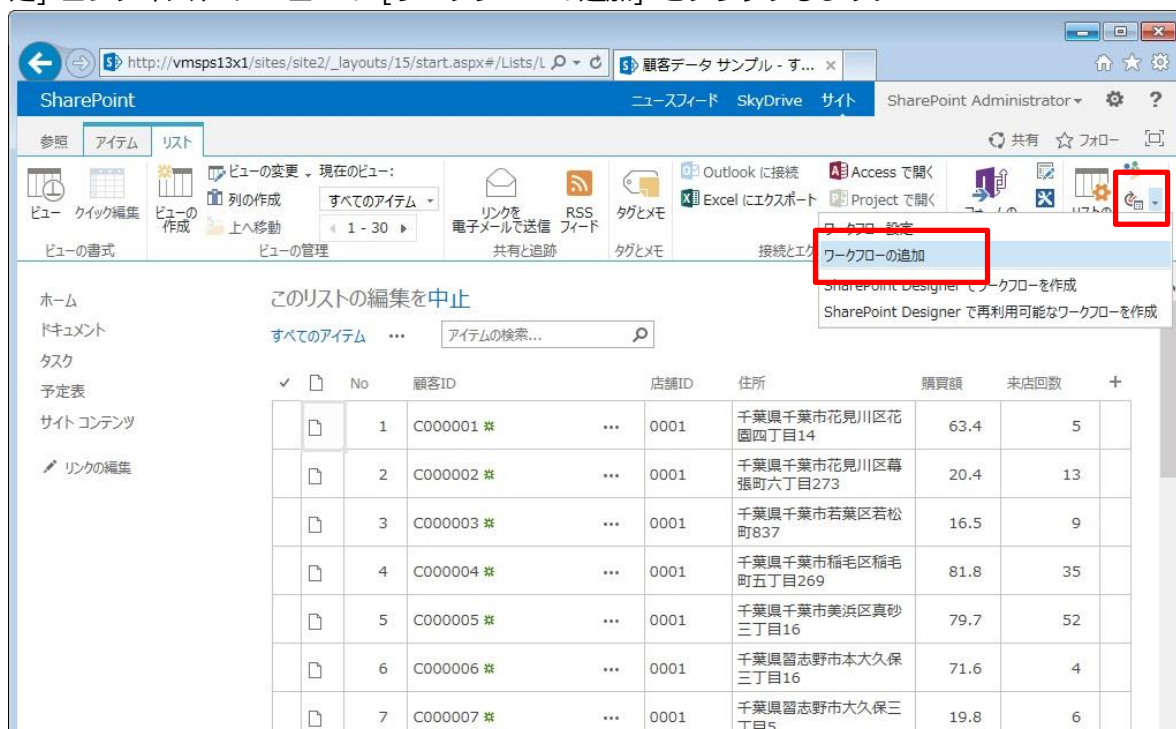 http://vmsps13x1/sites/site2/_layouts/15/start.aspx#/Lists/L
顧客データ サンプル - す...
SharePoint
ニュースフィード SkyDrive サイト SharePoint Administrator
参照 アイテム リスト
共有 フォロー
ビュー
クイック編集
ビューの
作成
ビューの変更
列の作成
上へ移動
現在のビュー:
すべてのアイテム
1 - 30
リンクを
電子メールで送信
RSS
フィード
タグとメモ
Outlook に接続
Excel にエクスポート
Access で開く
Project で開く
ビューの書式
ビューの管理
共有と追跡
タグとメモ
ワークフローの追加
SharePoint Designer でワークフローを作成
SharePoint Designer で再利用可能なワークフローを作成
ホーム
ドキュメント
タスク
予定表
サイト コンテンツ
リンクの編集
このリストの編集を中止
すべてのアイテム ... アイテムの検索...
No 顧客ID 店舗ID 住所 購買額 来店回数 +
1 C000001 ... 0001 千葉県千葉市花見川区花
園四丁目14 63.4 5
2 C000002 ... 0001 千葉県千葉市花見川区幕
張町六丁目273 20.4 13
3 C000003 ... 0001 千葉県千葉市若葉区若松
町837 16.5 9
4 C000004 ... 0001 千葉県千葉市稲毛区稲毛
町五丁目269 81.8 35
5 C000005 ... 0001 千葉県千葉市美浜区真砂
三丁目16 79.7 52
6 C000006 ... 0001 千葉県習志野市本大久保
三丁目16 71.6 4
7 C000007 ... 0001 千葉県習志野市大久保三
丁目5 19.8 6